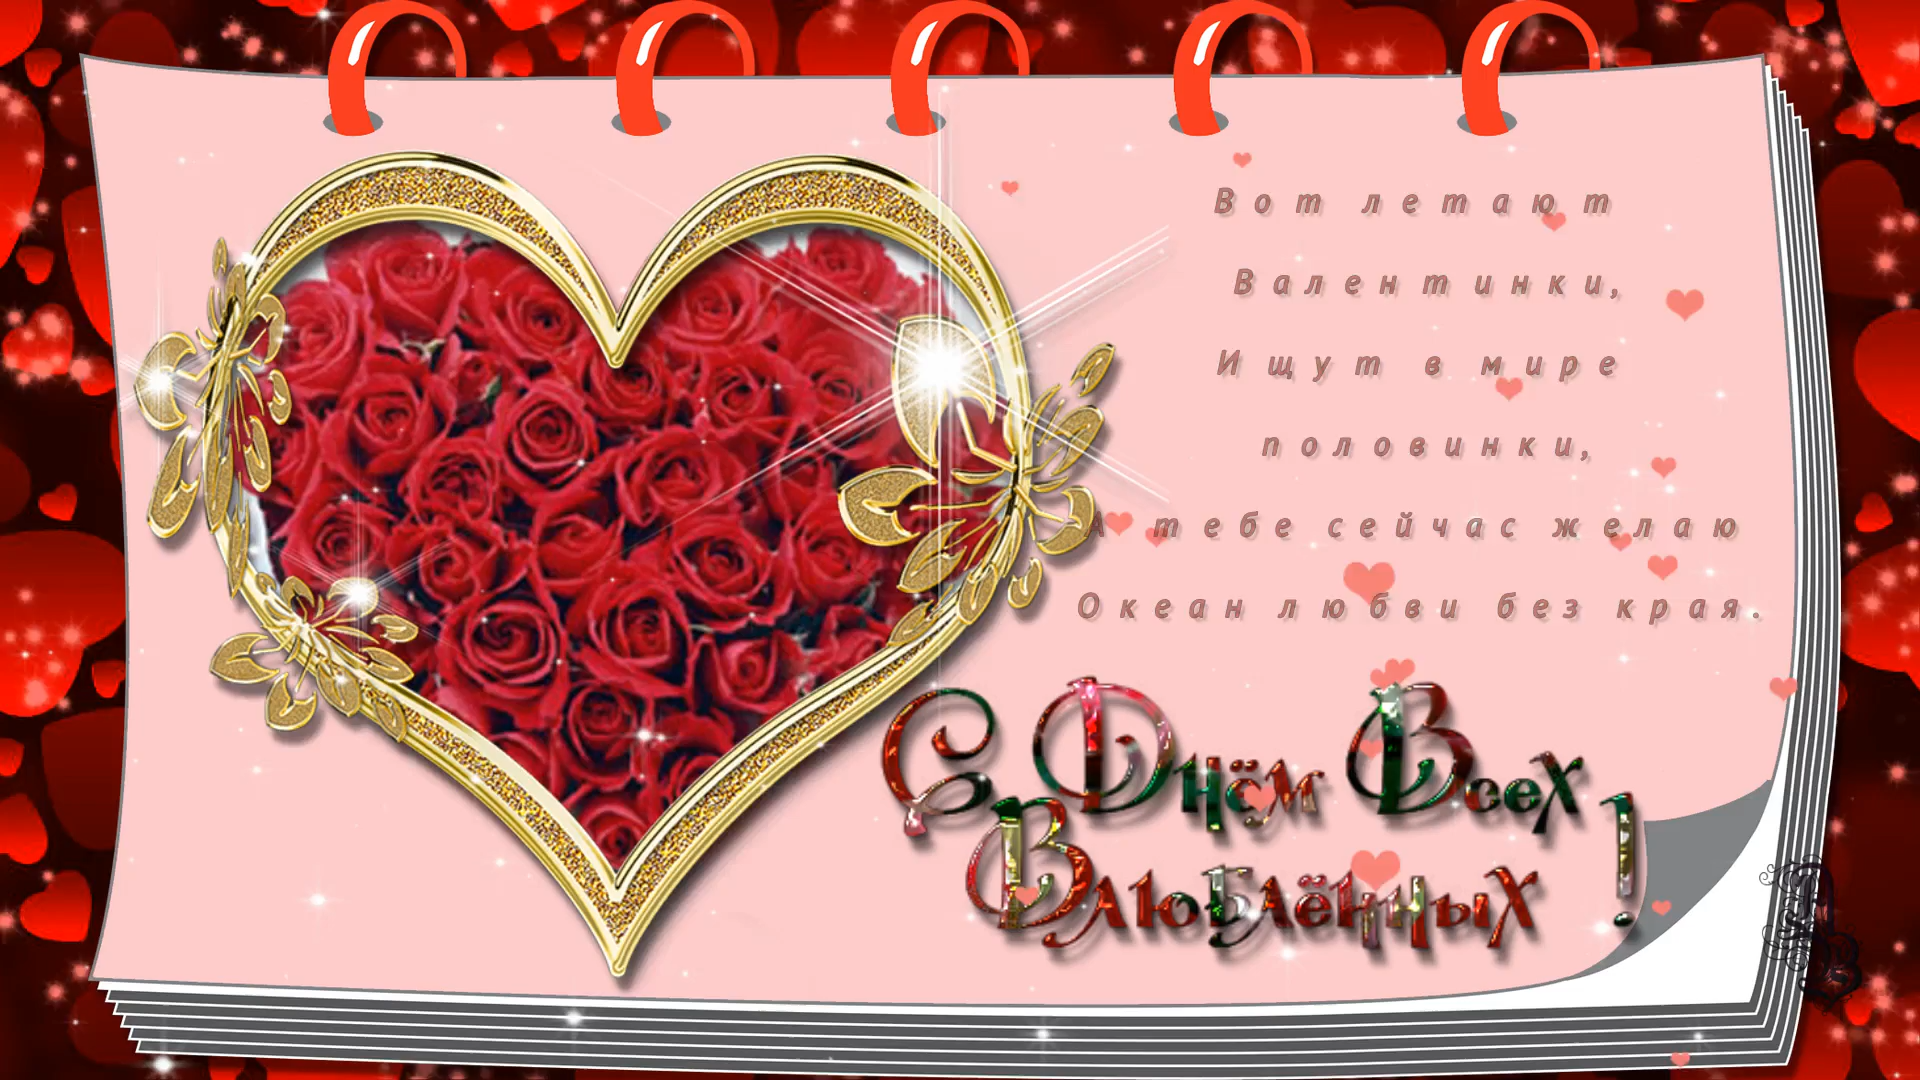 Вот летают
Валентинки,
Ищут в мире
половинки,
А тебе сейчас желаю
Океан любви без края.
С Днём Всех
Влюблённых !